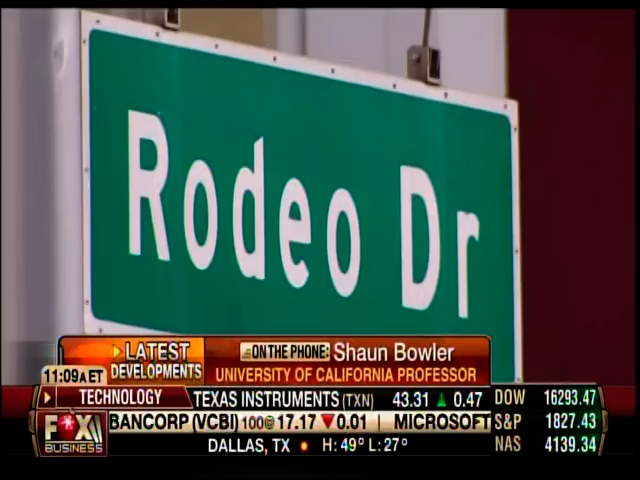 Rodeo Dr
LATEST DEVELOPMENTS
ON THE PHONE: Shaun Bowler
UNIVERSITY OF CALIFORNIA PROFESSOR
11:09A ET
TECHNOLOGY TEXAS INSTRUMENTS (TXN) 43.31 ▲ 0.47 DOW 16293.47
FOX BUSINESS
BANCORP (VCBI) 100@17.17 ▼0.01 MICROSOFT S&P 1827.43
DALLAS, TX H: 49° L: 27° NAS 4139.34